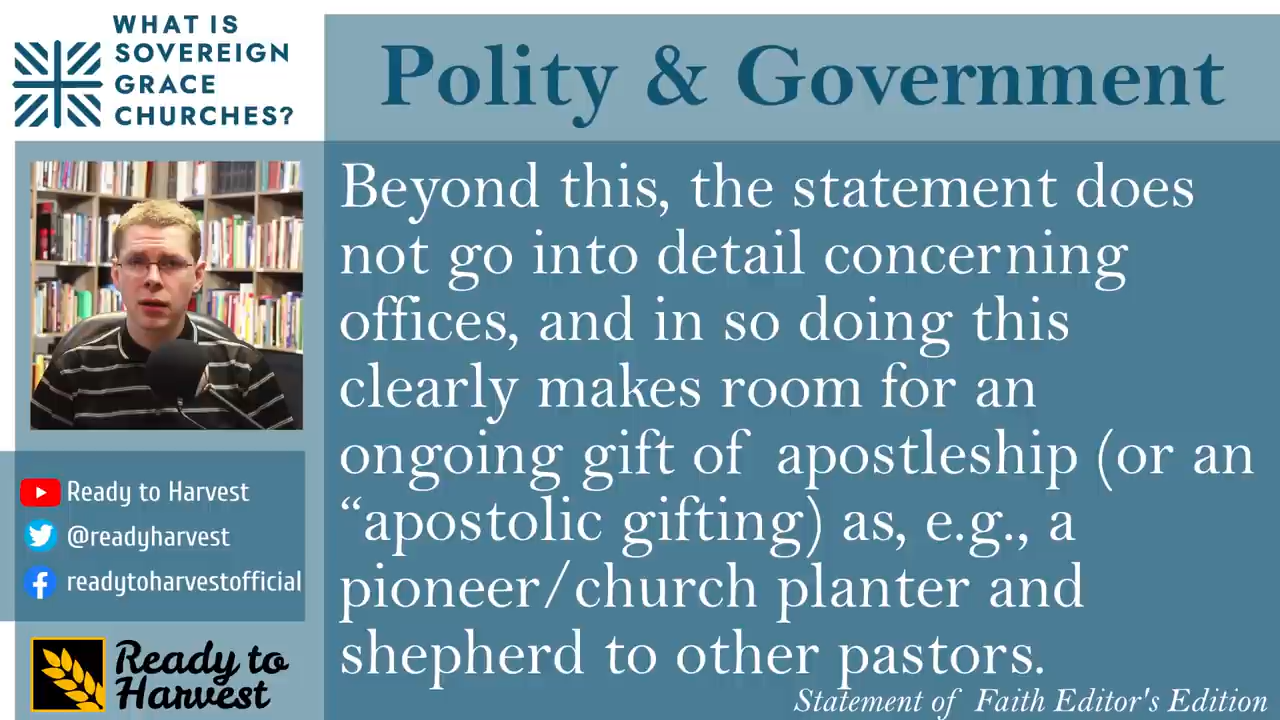 WHAT IS
SOVEREIGN
GRACE
CHURCHES?
Polity & Government
Beyond this, the statement does
not go into detail concerning
offices, and in so doing this
clearly makes room for an
ongoing gift of apostleship (or an
“apostolic gifting) as, e.g., a
pioneer/church planter and
shepherd to other pastors.
Statement of Faith Editor's Edition
Ready to Harvest
@readyharvest
readytoharvestofficial
Ready to
Harvest